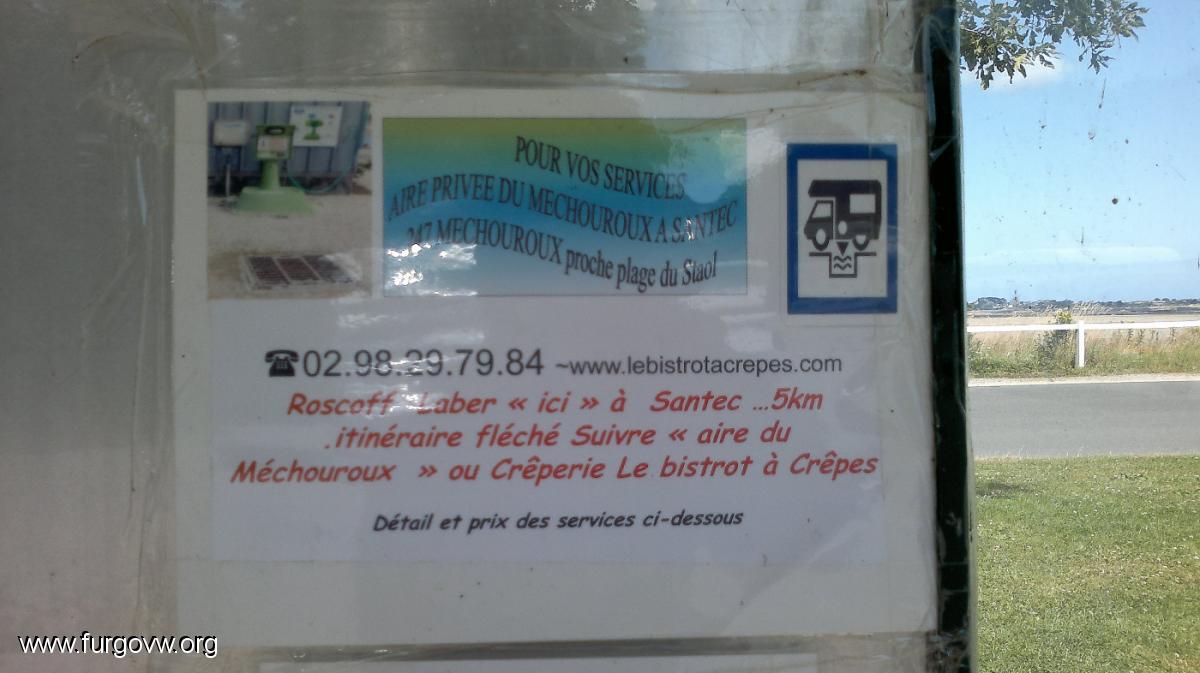 POUR VOS SERVICES
AIRE PRIVEE DU MECHOUROUX A SANTEC
247 MECHOUROUX proche plage du Staol
02.98.29.79.84 ~www.lebistrotacrepes.com
Roscoff Laber « ici » à Santec ...5km
.itinéraire fléché Suivre « aire du
Méchouroux » ou Crêperie Le bistrot à Crêpes
Détail et prix des services ci-dessous
www.furgovw.org